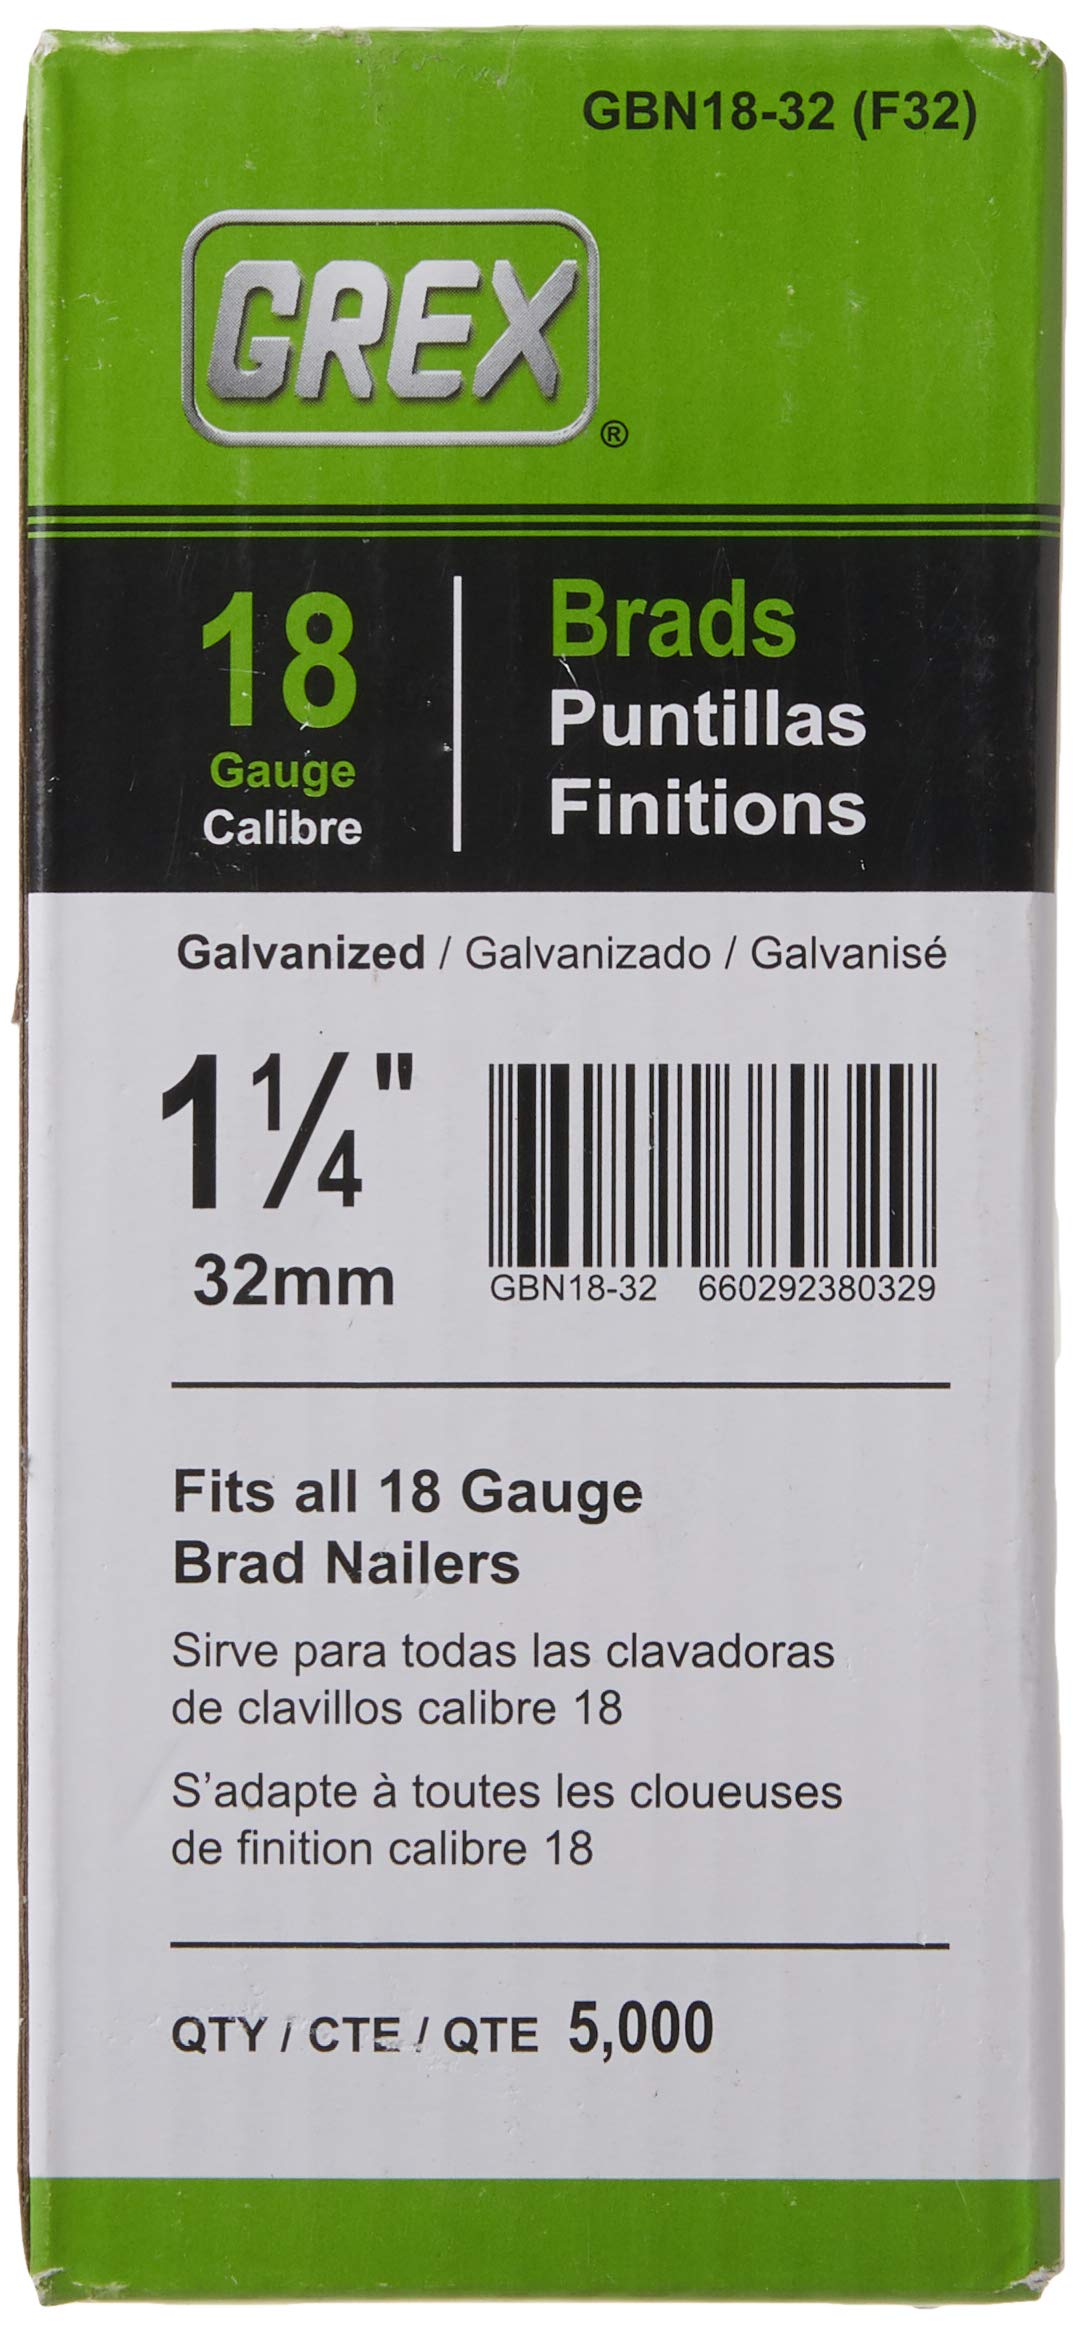 GBN18-32 (F32)
GREX®
18
Gauge
Calibre
Brads
Puntillas
Finitions
Galvanized / Galvanizado / Galvanisé
1 1/4"
32mm
GBN18-32 660292380329
Fits all 18 Gauge
Brad Nailers
Sirve para todas las clavadoras
de clavillos calibre 18
S’adapte à toutes les cloueuses
de finition calibre 18
QTY / CTE / QTE 5,000